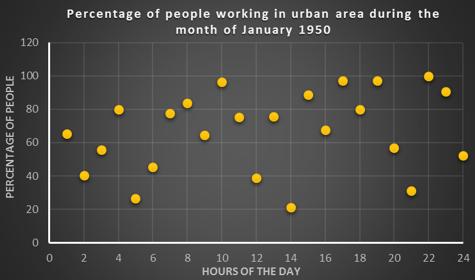 Percentage of people working in urban area during the
month of January 1950
120
100
80
60
40
20
0
PERCENTAGE OF PEOPLE
0 2 4 6 8 10 12 14 16 18 20 22 24
HOURS OF THE DAY